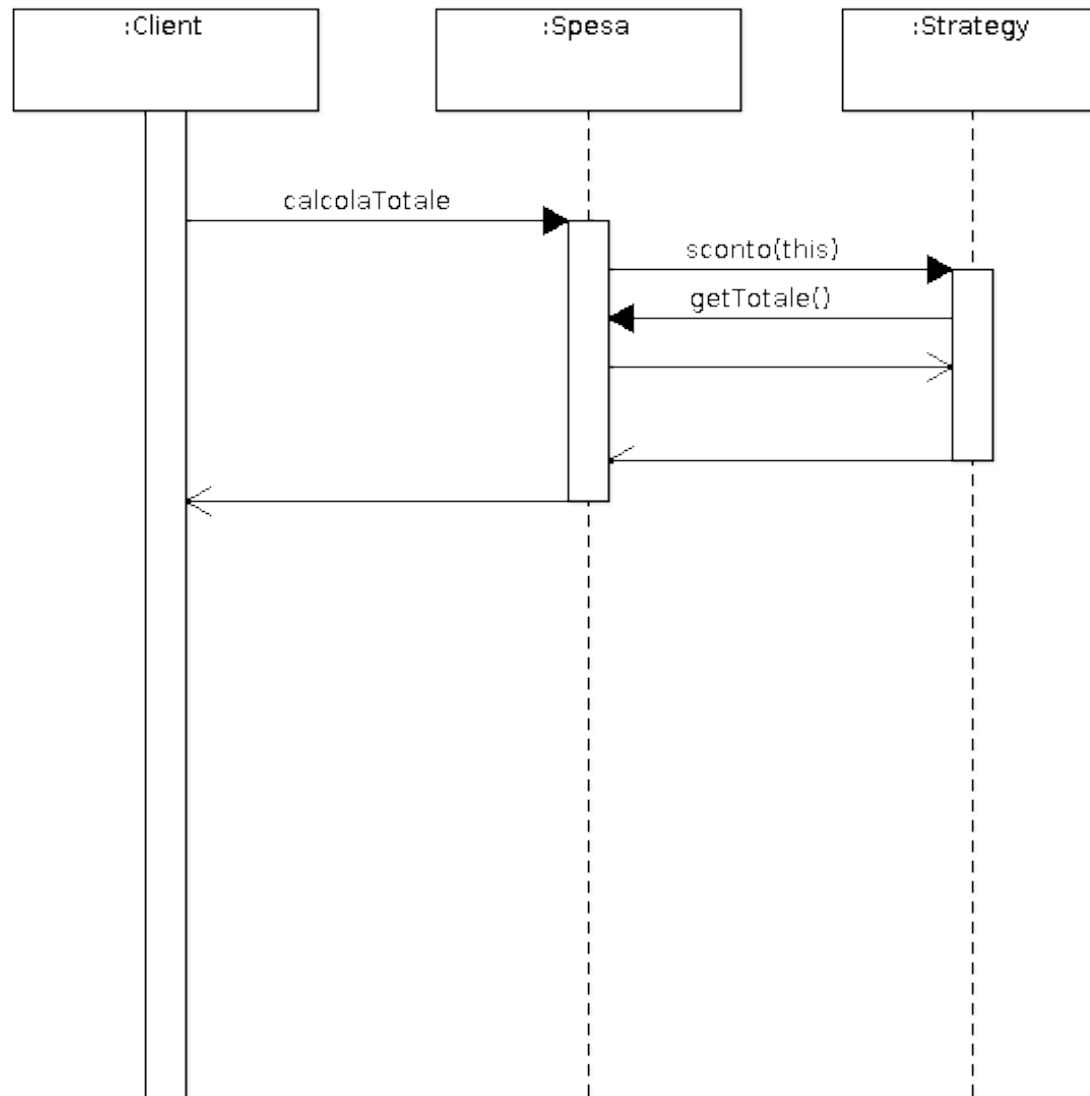 :Client
:Spesa
:Strategy
calcolaTotale
sconto(this)
getTotale()